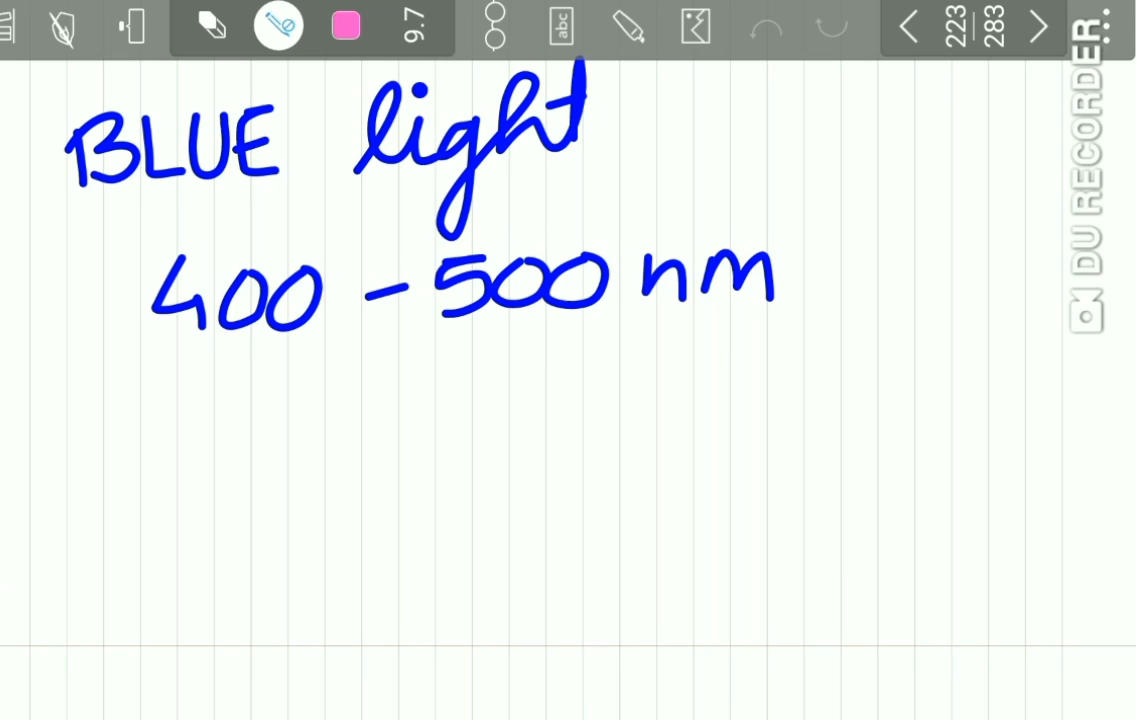 9.7
abc
223
283
DU RECORDER
BLUE light
400 - 500 nm